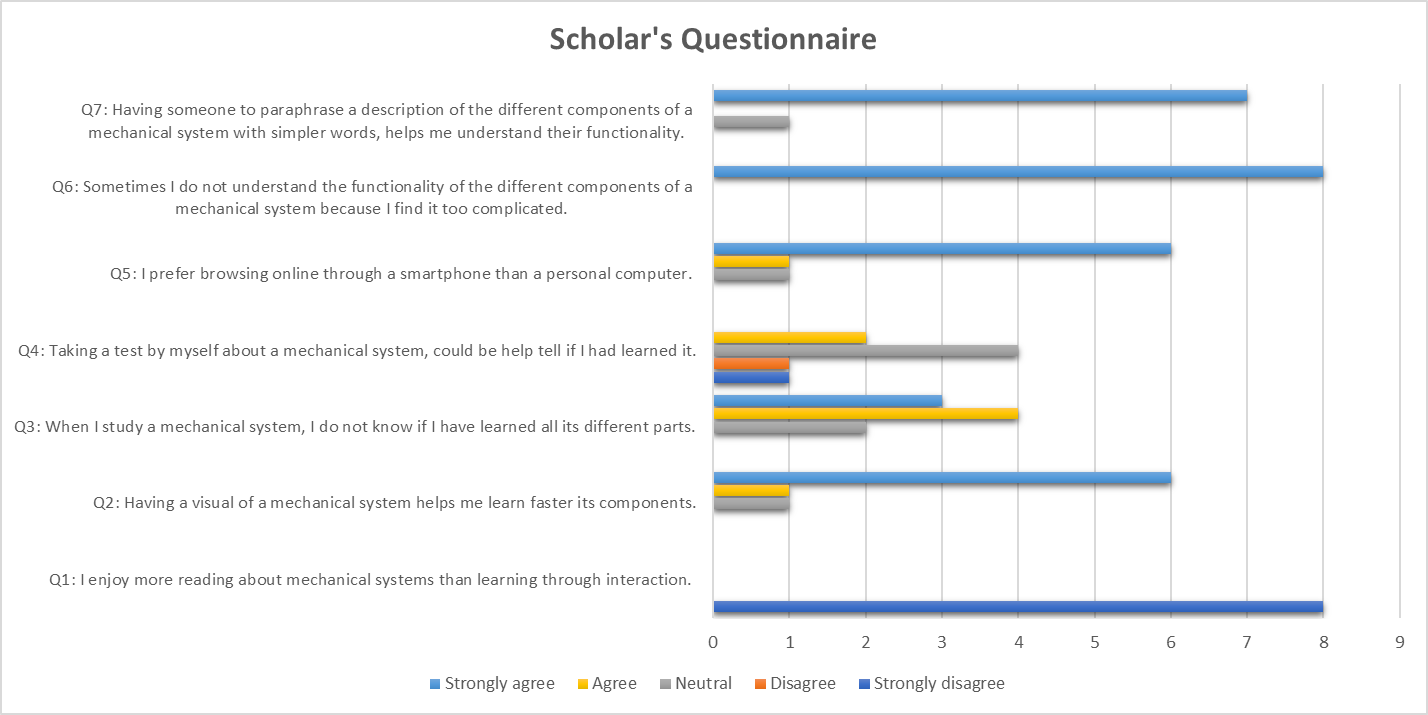 Scholar's Questionnaire
Q7: Having someone to paraphrase a description of the different components of a
mechanical system with simpler words, helps me understand their functionality.
Q6: Sometimes I do not understand the functionality of the different components of a
mechanical system because I find it too complicated.
Q5: I prefer browsing online through a smartphone than a personal computer.
Q4: Taking a test by myself about a mechanical system, could be help tell if I had learned it.
Q3: When I study a mechanical system, I do not know if I have learned all its different parts.
Q2: Having a visual of a mechanical system helps me learn faster its components.
Q1: I enjoy more reading about mechanical systems than learning through interaction.
0 1 2 3 4 5 6 7 8 9
Strongly agree Agree Neutral Disagree Strongly disagree